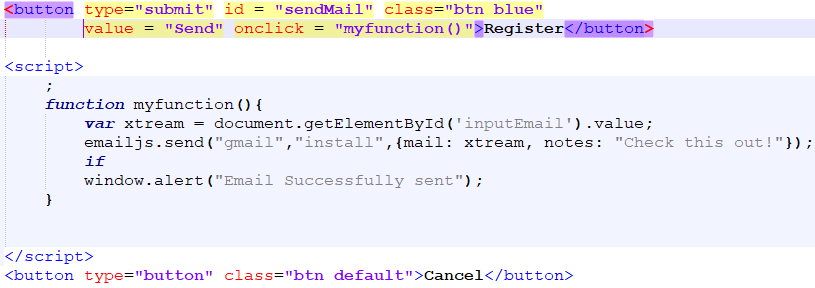 <button type="submit" id = "sendMail" class="btn blue"
value = "Send" onclick = "myfunction()">Register</button>
<script>
;
function myfunction(){
var xtream = document.getElementById('inputEmail').value;
emailjs.send("gmail","install",{mail: xtream, notes: "Check this out!"});
if
window.alert("Email Successfully sent");
}
</script>
<button type="button" class="btn default">Cancel</button>